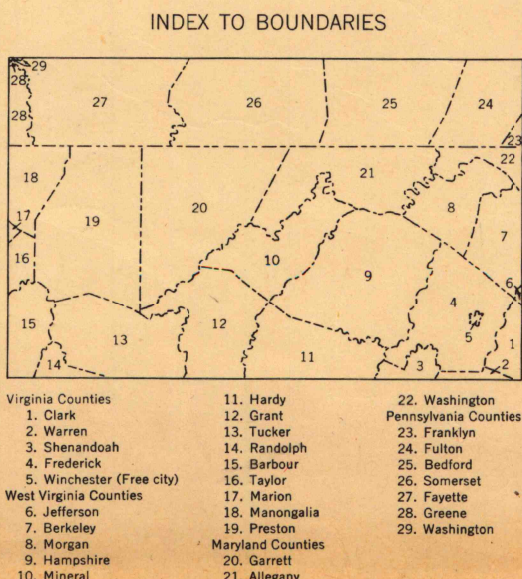 INDEX TO BOUNDARIES
29
28
27
26
25
24
28
23
22
18
21
17
19
20
8
7
16
10
9
6
4
15
13
12
5
1
11
14
3
2
Virginia Counties
1. Clark
2. Warren
3. Shenandoah
4. Frederick
5. Winchester (Free city)
West Virginia Counties
6. Jefferson
7. Berkeley
8. Morgan
9. Hampshire
10. Mineral
11. Hardy
12. Grant
13. Tucker
14. Randolph
15. Barbour
16. Taylor
17. Marion
18. Manongalia
19. Preston
Maryland Counties
20. Garrett
21. Allegany
22. Washington
Pennsylvania Counties
23. Franklyn
24. Fulton
25. Bedford
26. Somerset
27. Fayette
28. Greene
29. Washington